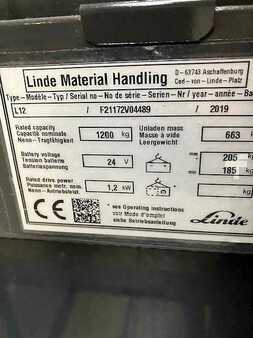 Linde Material Handling
D – 63743 Aschaffenburg
Carl – von – Linde – Platz
Type – Modèle – Typ / Serial no – No de série – Serien – Nr / year – année – Ba
L12 / F21172V04489 / 2019
Rated capacity
Capacité nominale
Nenn – Tragfähigkeit
1200 kg
Unladen mass
Masse à vide
Leergewicht
663
Battery voltage
Tension batterie
Batteriespannung
24 V
max 205
min 185
Rated drive power
Puissance motr. nom.
Nenn – Antriebsleist.
1,2 kW
kg
CE
* see Operating instructions
voir Mode d'emploi
siehe Betriebsanleitung
Linde